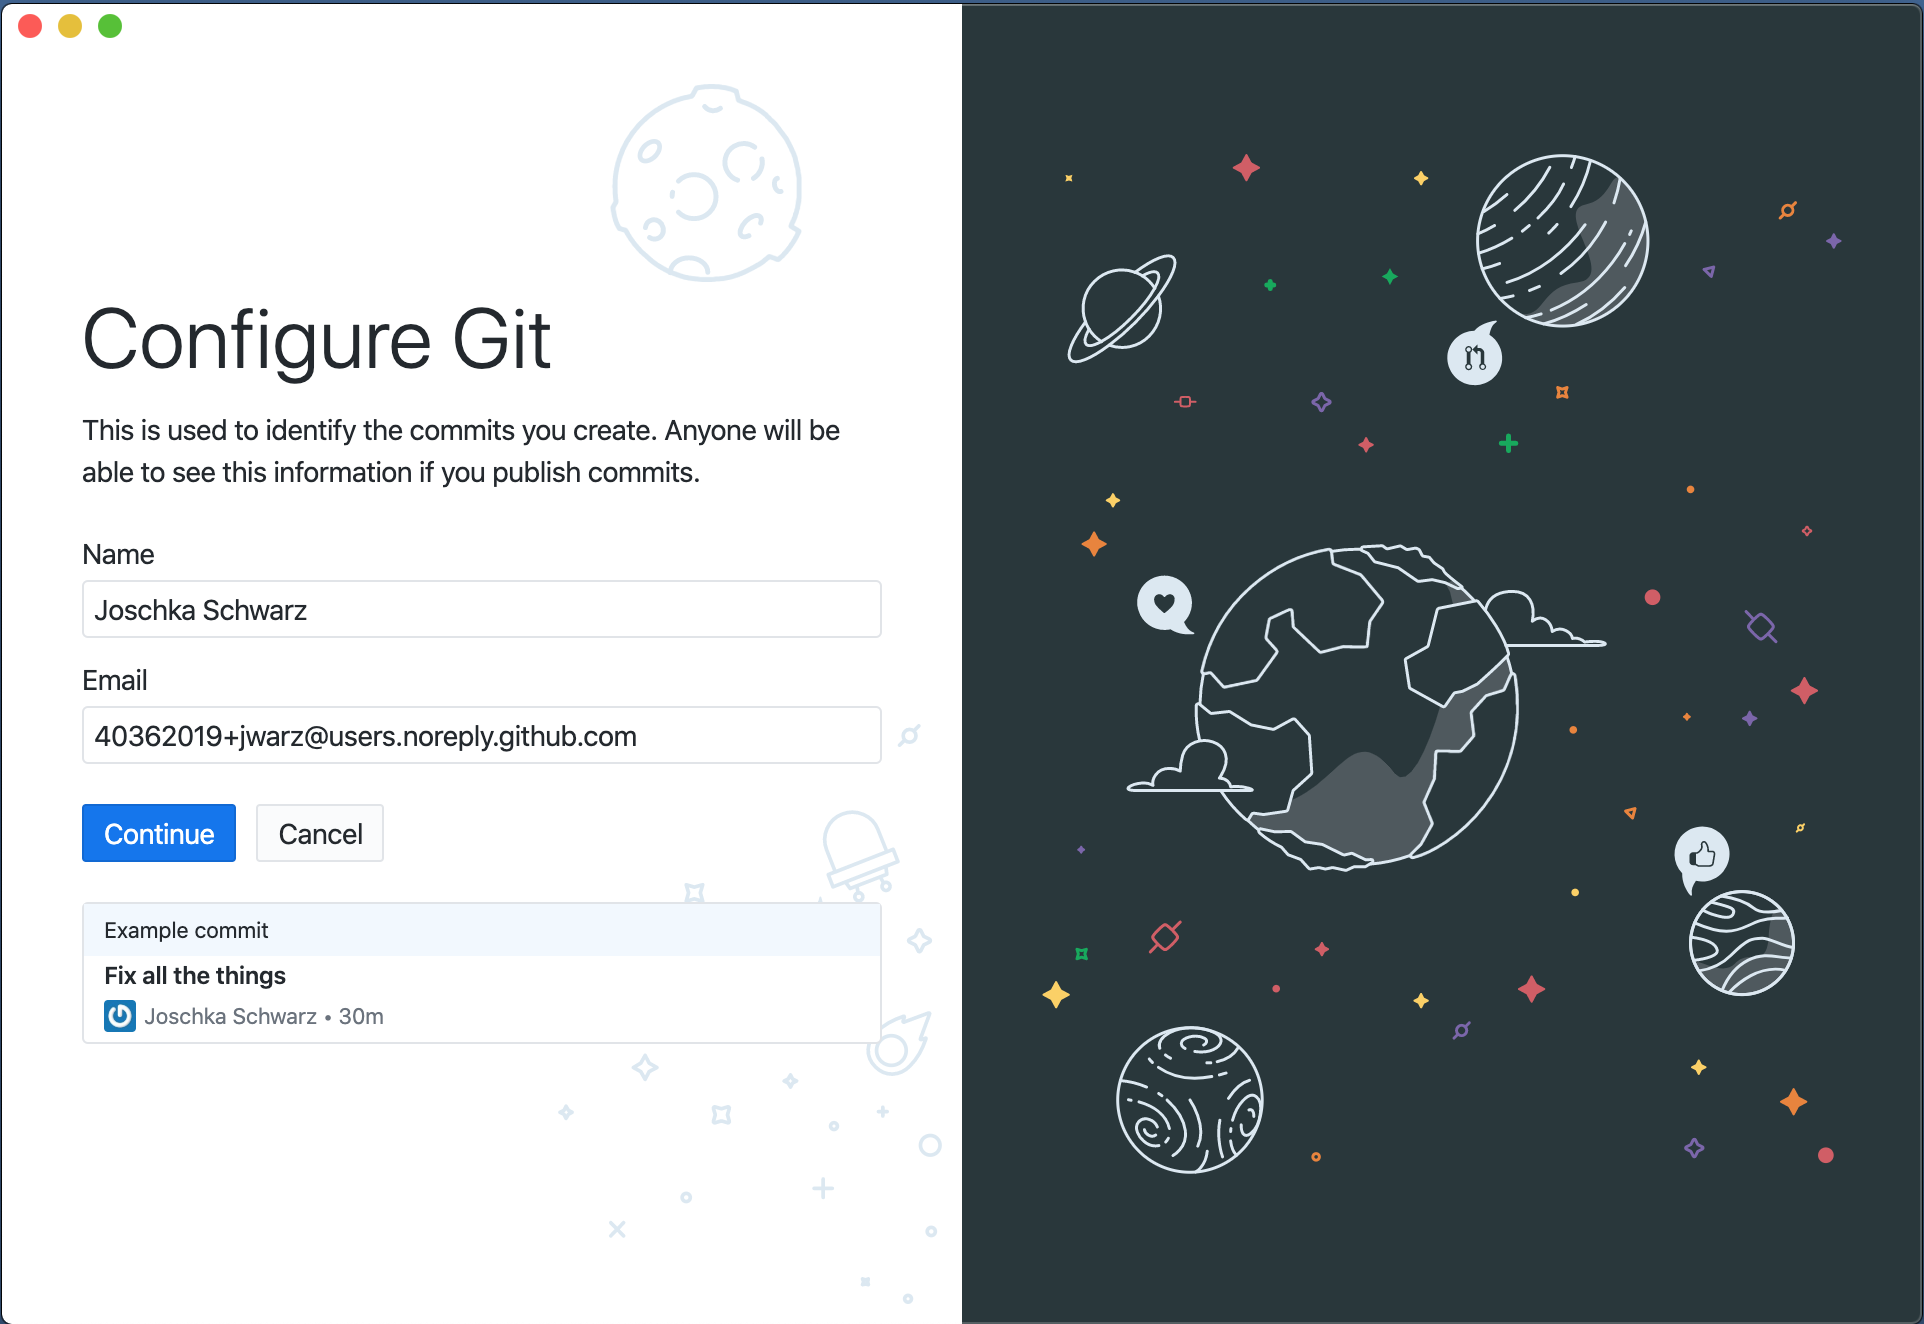 Configure Git
This is used to identify the commits you create. Anyone will be
able to see this information if you publish commits.
Name
Joschka Schwarz
Email
40362019+jwarz@users.noreply.github.com
Continue
Cancel
Example commit
Fix all the things
Joschka Schwarz • 30m